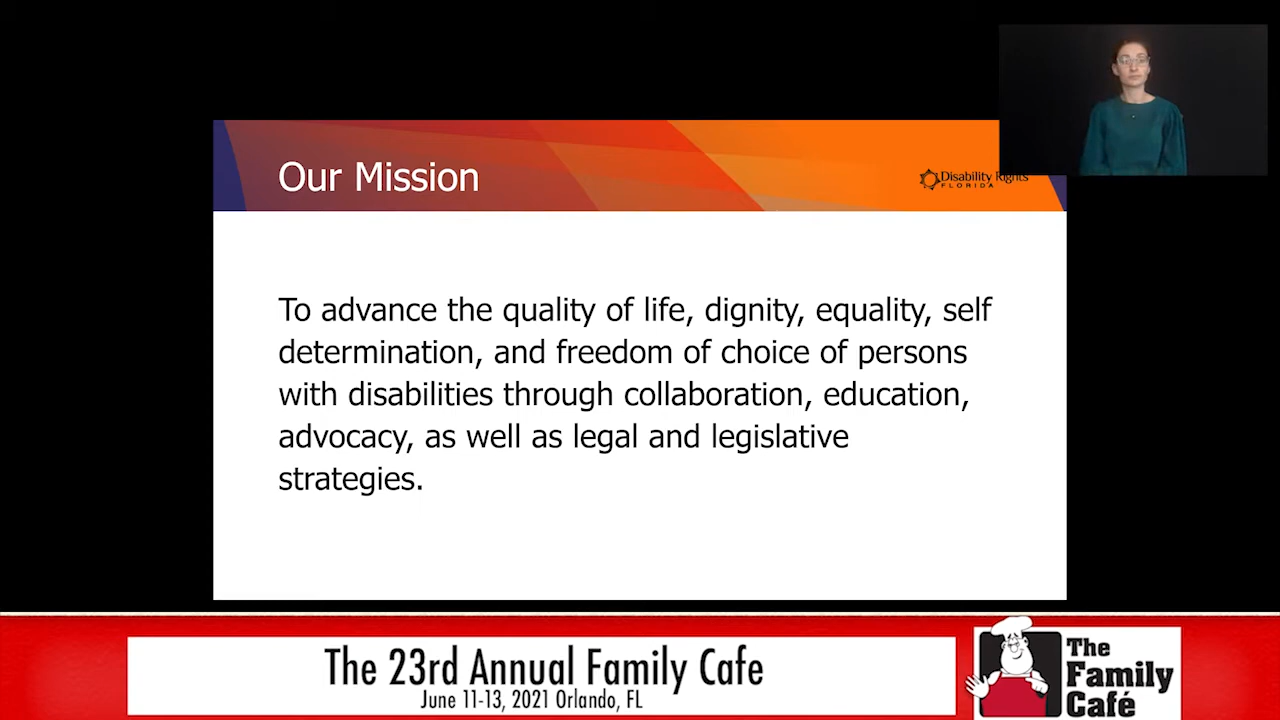 Our Mission
Disability Rights
FLORIDA
To advance the quality of life, dignity, equality, self
determination, and freedom of choice of persons
with disabilities through collaboration, education,
advocacy, as well as legal and legislative
strategies.
The 23rd Annual Family Cafe
June 11-13, 2021 Orlando, FL
The
Family
Café